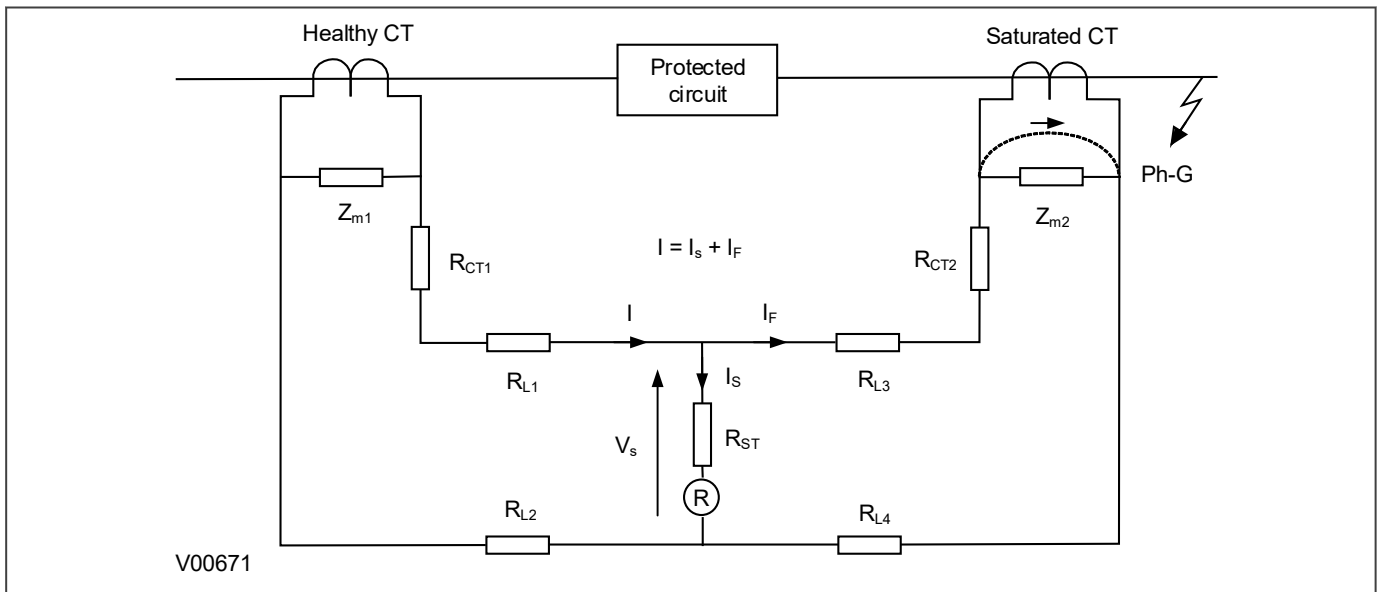 Healthy CT
Saturated CT
Protected
circuit
Ph-G
Zm1
Zm2
RCT1
I = Is + IF
RCT2
I
IF
RL1
IS
RL3
Vs
RST
R
RL2
RL4
V00671